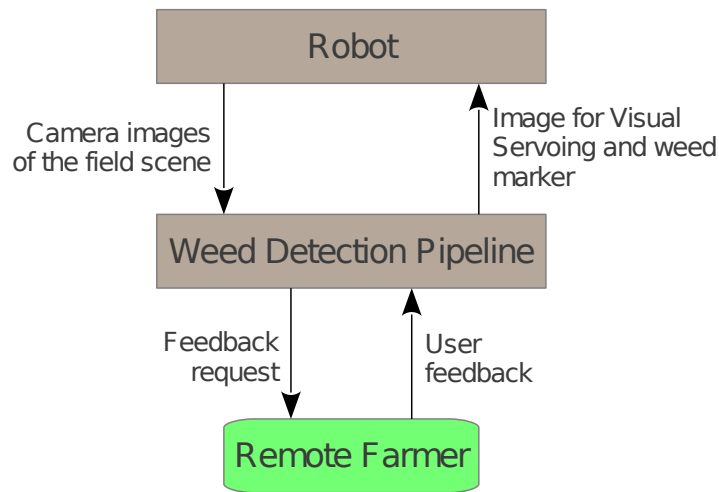 Robot
Camera images
of the field scene
Image for Visual
Servoing and weed
marker
Weed Detection Pipeline
Feedback
request
User
feedback
Remote Farmer